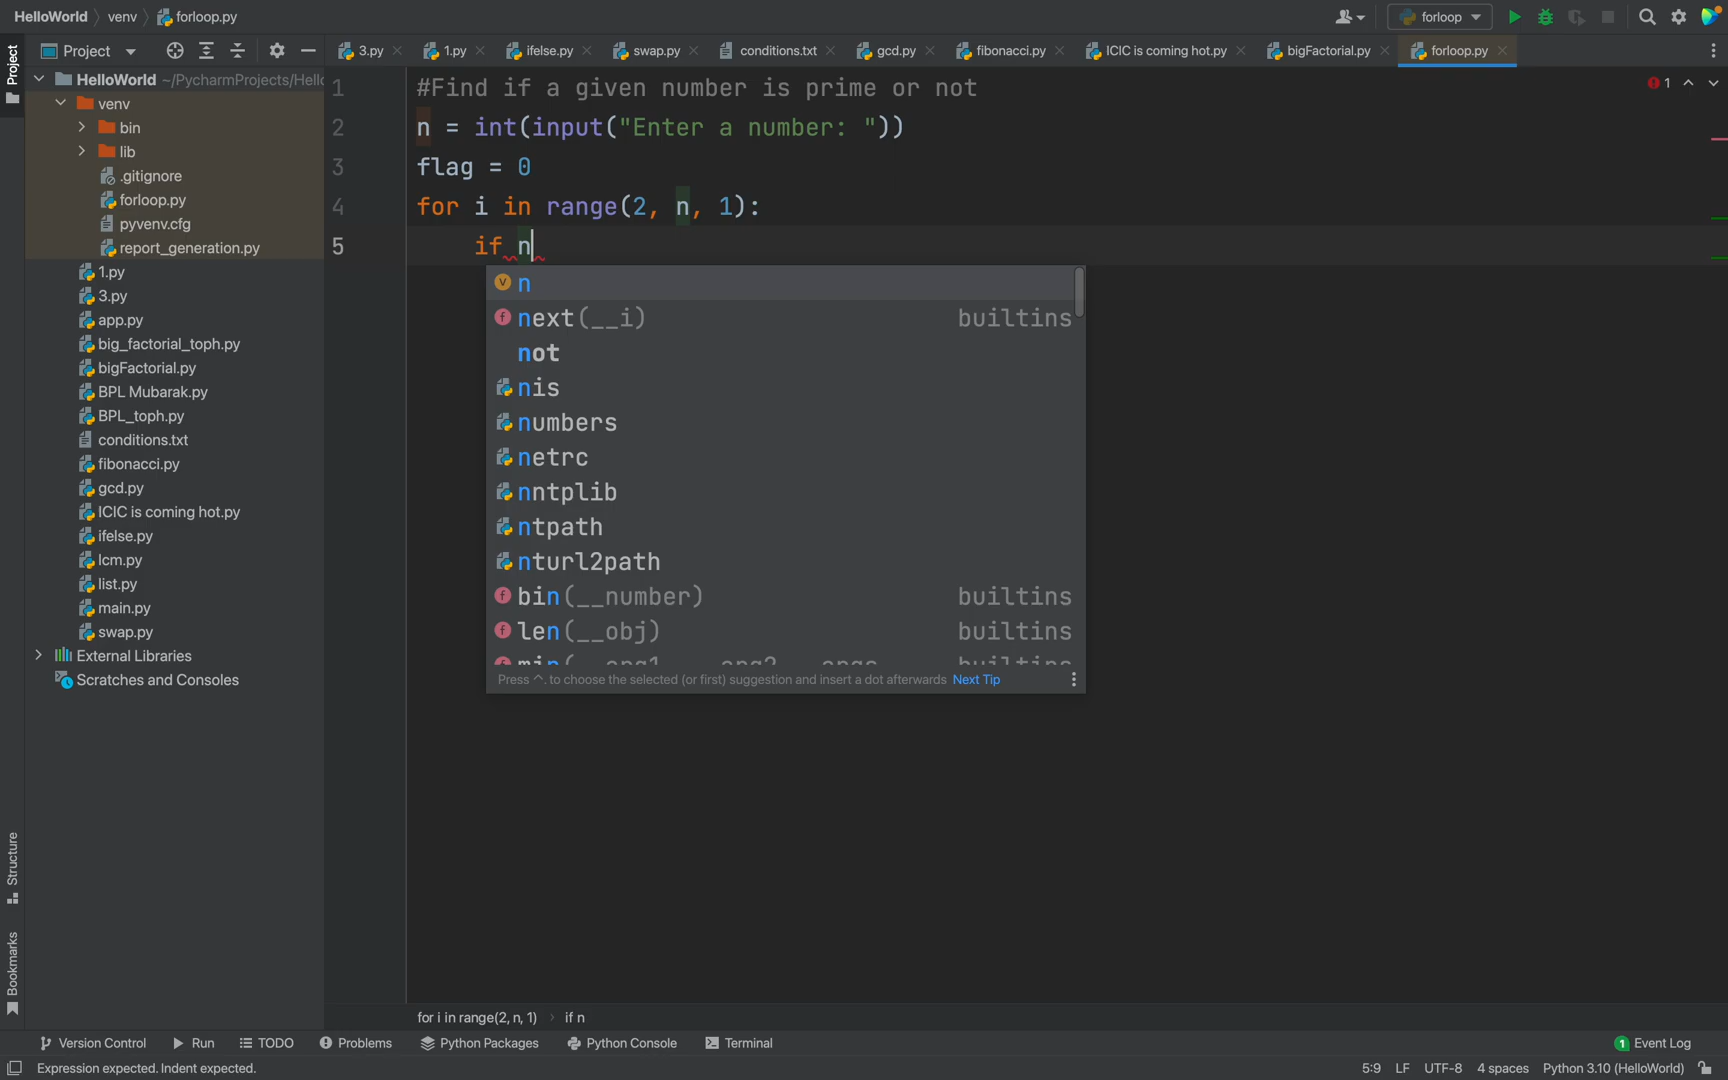 HelloWorld venv forloop.py
forloop
Project
3.py 1.py ifelse.py swap.py conditions.txt gcd.py fibonacci.py ICIC is coming hot.py bigFactorial.py forloop.py
Project
HelloWorld ~/PycharmProjects/Hello
venv
bin
lib
.gitignore
forloop.py
pyvenv.cfg
report_generation.py
1.py
3.py
app.py
big_factorial_toph.py
bigFactorial.py
BPL Mubarak.py
BPL_toph.py
conditions.txt
fibonacci.py
gcd.py
ICIC is coming hot.py
ifelse.py
lcm.py
list.py
main.py
swap.py
External Libraries
Scratches and Consoles
1 #Find if a given number is prime or not
2 n = int(input("Enter a number: "))
3 flag = 0
4 for i in range(2, n, 1):
5 if n
1
n
next(__i) builtins
not
nis
numbers
netrc
nntplib
ntpath
nturl2path
bin(__number) builtins
len(__obj) builtins
Press ^. to choose the selected (or first) suggestion and insert a dot afterwards Next Tip
Structure
Bookmarks
for i in range(2, n, 1) if n
Version Control Run TODO Problems Python Packages Python Console Terminal 1 Event Log
Expression expected. Indent expected. 5:9 LF UTF-8 4 spaces Python 3.10 (HelloWorld)